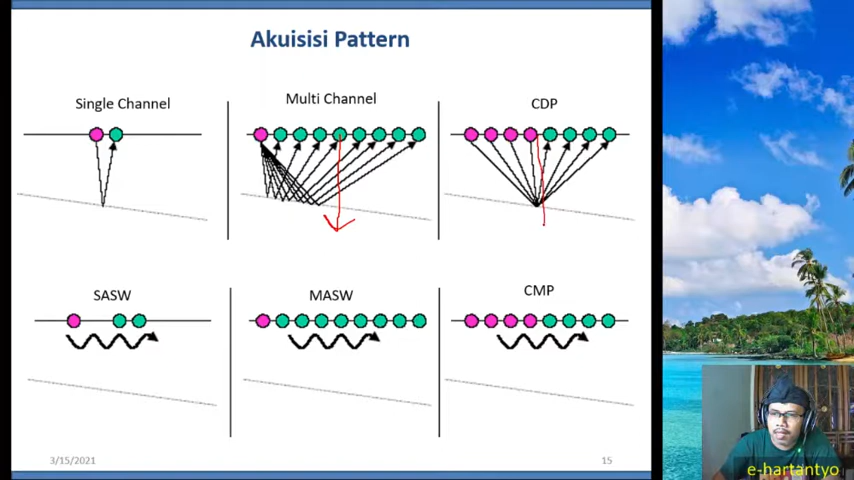 Akuisisi Pattern
Single Channel
Multi Channel
CDP
SASW
MASW
CMP
3/15/2021
15
e-hartantyo